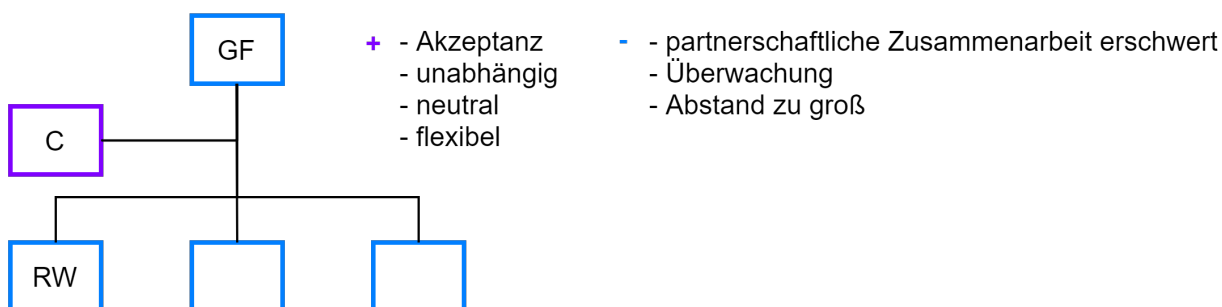 GF
C
RW
+ - Akzeptanz
- unabhängig
- neutral
- flexibel
- - partnerschaftliche Zusammenarbeit erschwert
- Überwachung
- Abstand zu groß